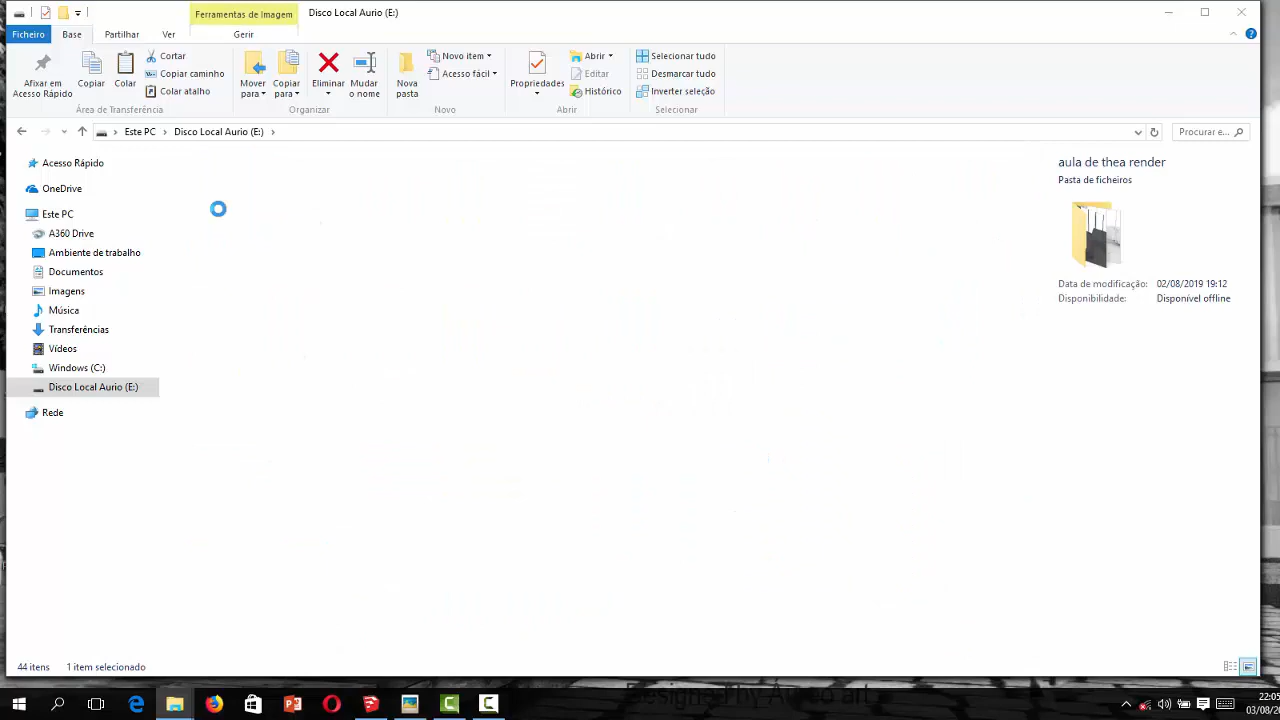 Ferramentas de Imagem
Disco Local Aurio (E:)
Ficheiro
Base
Partilhar
Ver
Gerir
Afixar em
Acesso Rápido
Copiar
Colar
Cortar
Copiar caminho
Colar atalho
Área de Transferência
Mover
para
Copiar
para
Eliminar
Mudar
o nome
Organizar
Nova
pasta
Novo item
Acesso fácil
Novo
Propriedades
Abrir
Editar
Histórico
Abrir
Selecionar tudo
Desmarcar tudo
Inverter seleção
Selecionar
Este PC
Disco Local Aurio (E:)
Procurar e...
Acesso Rápido
OneDrive
Este PC
A360 Drive
Ambiente de trabalho
Documentos
Imagens
Música
Transferências
Vídeos
Windows (C:)
Disco Local Aurio (E:)
Rede
aula de thea render
Pasta de ficheiros
Data de modificação: 02/08/2019 19:12
Disponibilidade: Disponível offline
44 itens
1 item selecionado
22:05
03/08/20